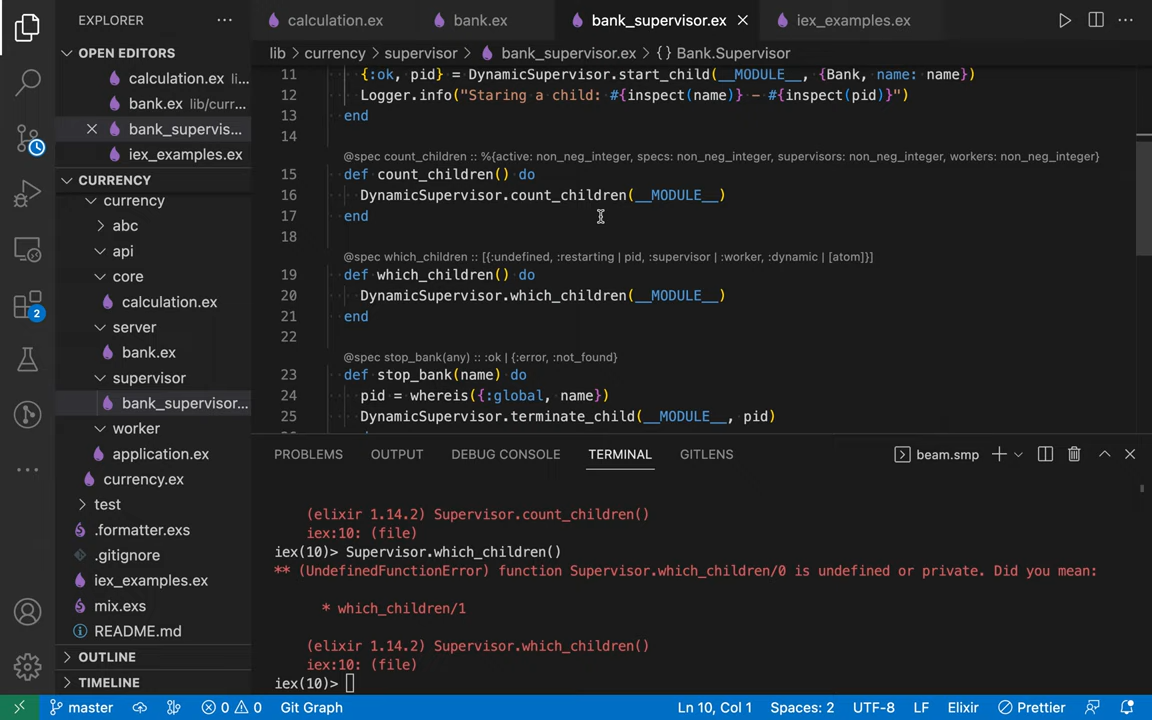 EXPLORER
OPEN EDITORS
calculation.ex li...
bank.ex lib/curr...
bank_supervis...
iex_examples.ex
CURRENCY
currency
abc
api
core
calculation.ex
server
bank.ex
supervisor
bank_supervisor...
worker
application.ex
currency.ex
test
.formatter.exs
.gitignore
iex_examples.ex
mix.exs
README.md
OUTLINE
TIMELINE
2
calculation.ex
bank.ex
bank_supervisor.ex
iex_examples.ex
lib > currency > supervisor > bank_supervisor.ex > {} Bank.Supervisor
11 {:ok, pid} = DynamicSupervisor.start_child(__MODULE__, {Bank, name: name})
12 Logger.info("Staring a child: #{inspect(name)} - #{inspect(pid)}")
13 end
14
@spec count_children :: %{active: non_neg_integer, specs: non_neg_integer, supervisors: non_neg_integer, workers: non_neg_integer}
15 def count_children() do
16 DynamicSupervisor.count_children(__MODULE__)
17 end
18
@spec which_children :: [{:undefined, :restarting | pid, :supervisor | :worker, :dynamic | [atom]}]
19 def which_children() do
20 DynamicSupervisor.which_children(__MODULE__)
21 end
22
@spec stop_bank(any) :: :ok | {:error, :not_found}
23 def stop_bank(name) do
24 pid = whereis({:global, name})
25 DynamicSupervisor.terminate_child(__MODULE__, pid)
PROBLEMS OUTPUT DEBUG CONSOLE TERMINAL GITLENS
beam.smp
(elixir 1.14.2) Supervisor.count_children()
iex:10: (file)
iex(10)> Supervisor.which_children()
** (UndefinedFunctionError) function Supervisor.which_children/0 is undefined or private. Did you mean:
* which_children/1
(elixir 1.14.2) Supervisor.which_children()
iex:10: (file)
iex(10)>
master 0 0 Git Graph Ln 10, Col 1 Spaces: 2 UTF-8 LF Elixir Prettier